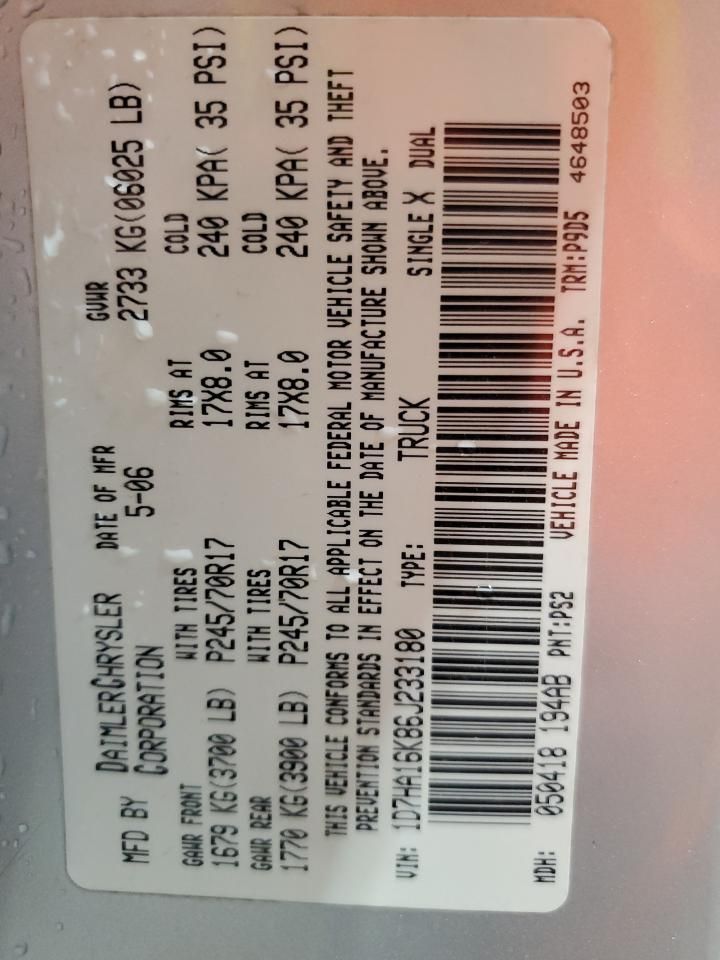 MFD BY DAIMLERCHRYSLER CORPORATION
DATE OF MFR 5-06
GVWR 2733 KG(06025 LB)
GAWR FRONT WITH TIRES RIMS AT COLD
1679 KG(3700 LB) P245/70R17 17X8.0 240 KPA( 35 PSI)
GAWR REAR WITH TIRES RIMS AT COLD
1770 KG(3900 LB) P245/70R17 17X8.0 240 KPA( 35 PSI)
THIS VEHICLE CONFORMS TO ALL APPLICABLE FEDERAL MOTOR VEHICLE SAFETY AND THEFT
PREVENTION STANDARDS IN EFFECT ON THE DATE OF MANUFACTURE SHOWN ABOVE.
VIN: 1D7HA16K86J233180 TYPE: TRUCK SINGLE X DUAL
MDH: 050418 194AB PNT:PS2 VEHICLE MADE IN U.S.A. TRM:P9D5
4648503